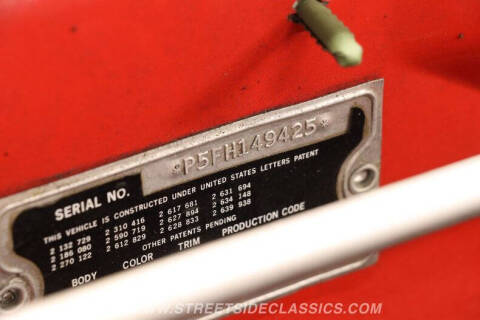 *P5FH149425*
SERIAL NO.
THIS VEHICLE IS CONSTRUCTED UNDER UNITED STATES LETTERS PATENT
2 132 729 2 310 416 2 617 681 2 631 694
2 186 080 2 590 719 2 627 894 2 634 148
2 270 122 2 612 829 2 628 833 2 639 938
OTHER PATENTS PENDING
BODY COLOR TRIM PRODUCTION CODE
WWW.STREETSIDECLASSICS.COM